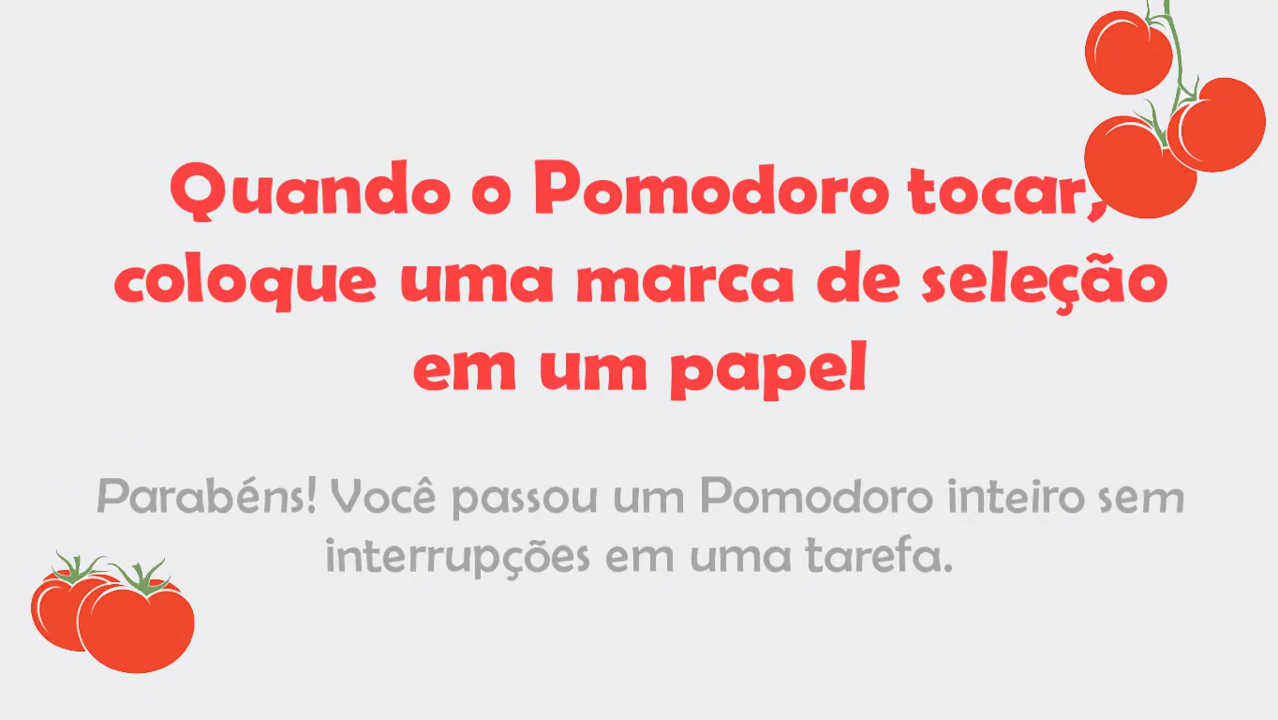 Quando o Pomodoro tocar,
coloque uma marca de seleção
em um papel
Parabéns! Você passou um Pomodoro inteiro sem
interrupções em uma tarefa.